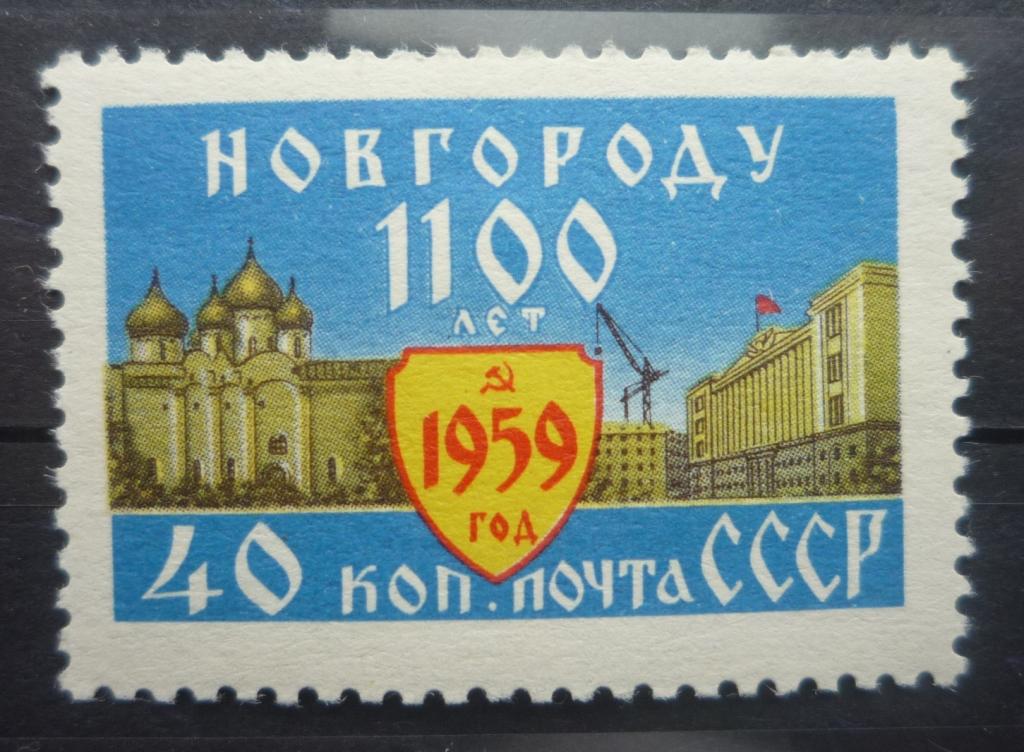 НОВГОРОДУ
1100
ЛЕТ
1959
ГОД
40 КОП. ПОЧТА СССР